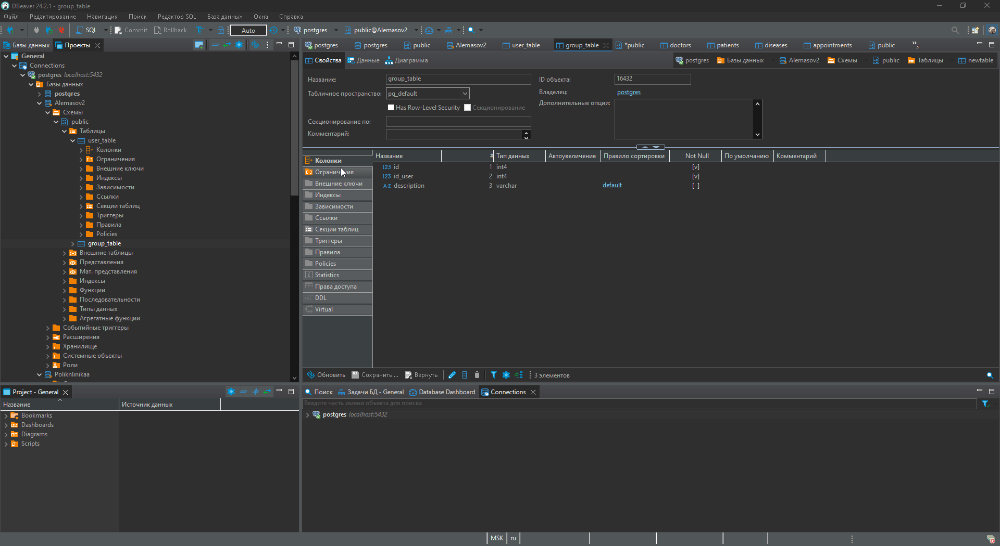 DBeaver 24.2.1 - group_table
Файл Редактирование Навигация Поиск Редактор SQL База данных Окна Справка
SQL Commit Rollback Auto postgres public@Alemasov2
Базы данных Проекты
General
Connections
postgres localhost:5432
Базы данных
postgres
Alemasov2
Схемы
public
Таблицы
user_table
Колонки
Ограничения
Внешние ключи
Индексы
Зависимости
Ссылки
Секции таблиц
Триггеры
Правила
Policies
group_table
Внешние таблицы
Представления
Мат. представления
Индексы
Функции
Последовательности
Типы данных
Агрегатные функции
Событийные триггеры
Расширения
Хранилище
Системные объекты
Роли
Poliknlinikaa
postgres postgres public Alemasov2 user_table group_table *public doctors patients diseases appointments public »3
Свойства Данные Диаграмма
postgres Базы данных Alemasov2 Схемы public Таблицы newtable
Название: group_table
ID объекта: 16432
Табличное пространство: pg_default
Владелец: postgres
Дополнительные опции:
Has Row-Level Security Секционирование
Секционирование по:
Комментарий:
Колонки
Ограничения
Внешние ключи
Индексы
Зависимости
Ссылки
Секции таблиц
Триггеры
Правила
Policies
Statistics
Права доступа
DDL
Virtual
Название # Тип данных Автоувеличение Правило сортировки Not Null По умолчанию Комментарий
123 id 1 int4 [v]
123 id_user 2 int4 [v]
A-Z description 3 varchar default [ ]
Обновить Сохранить ... Вернуть 3 элементов
Project - General
Название Источник данных
Bookmarks
Dashboards
Diagrams
Scripts
Поиск Задачи БД - General Database Dashboard Connections
Введите часть имени объекта для поиска
postgres localhost:5432
MSK ru